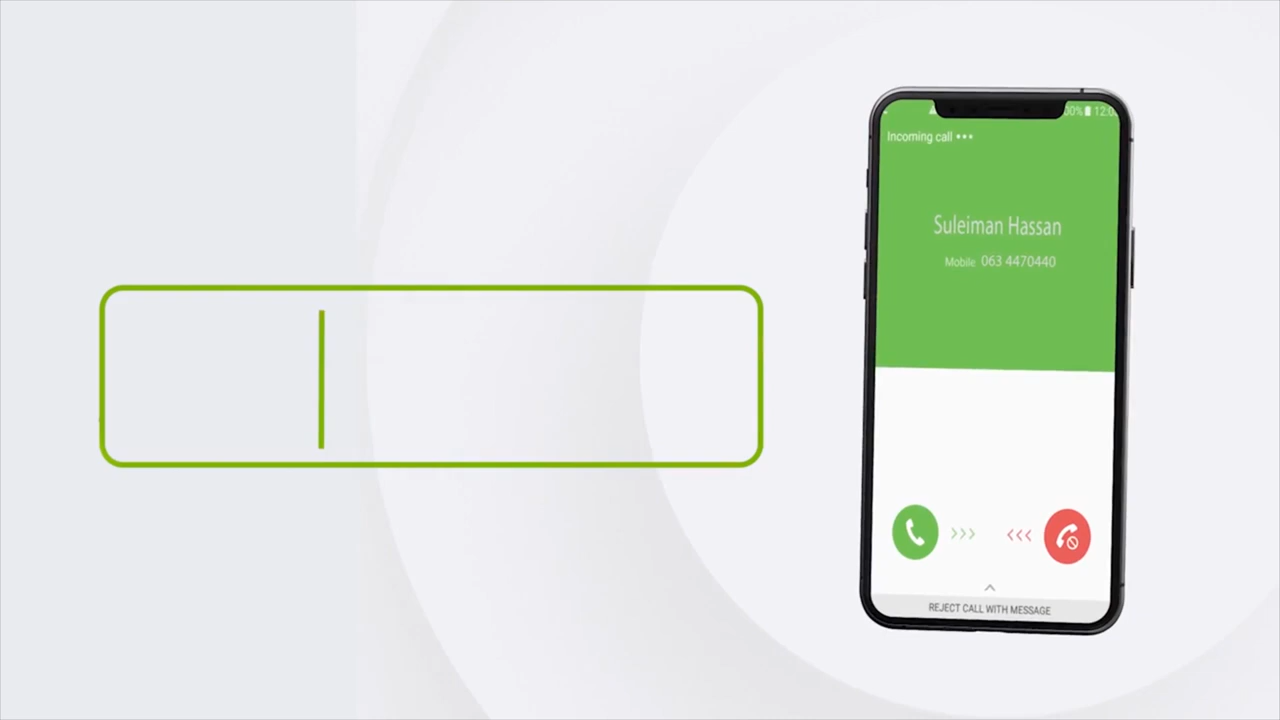 Incoming call •••
Suleiman Hassan
Mobile 063 4470440
REJECT CALL WITH MESSAGE